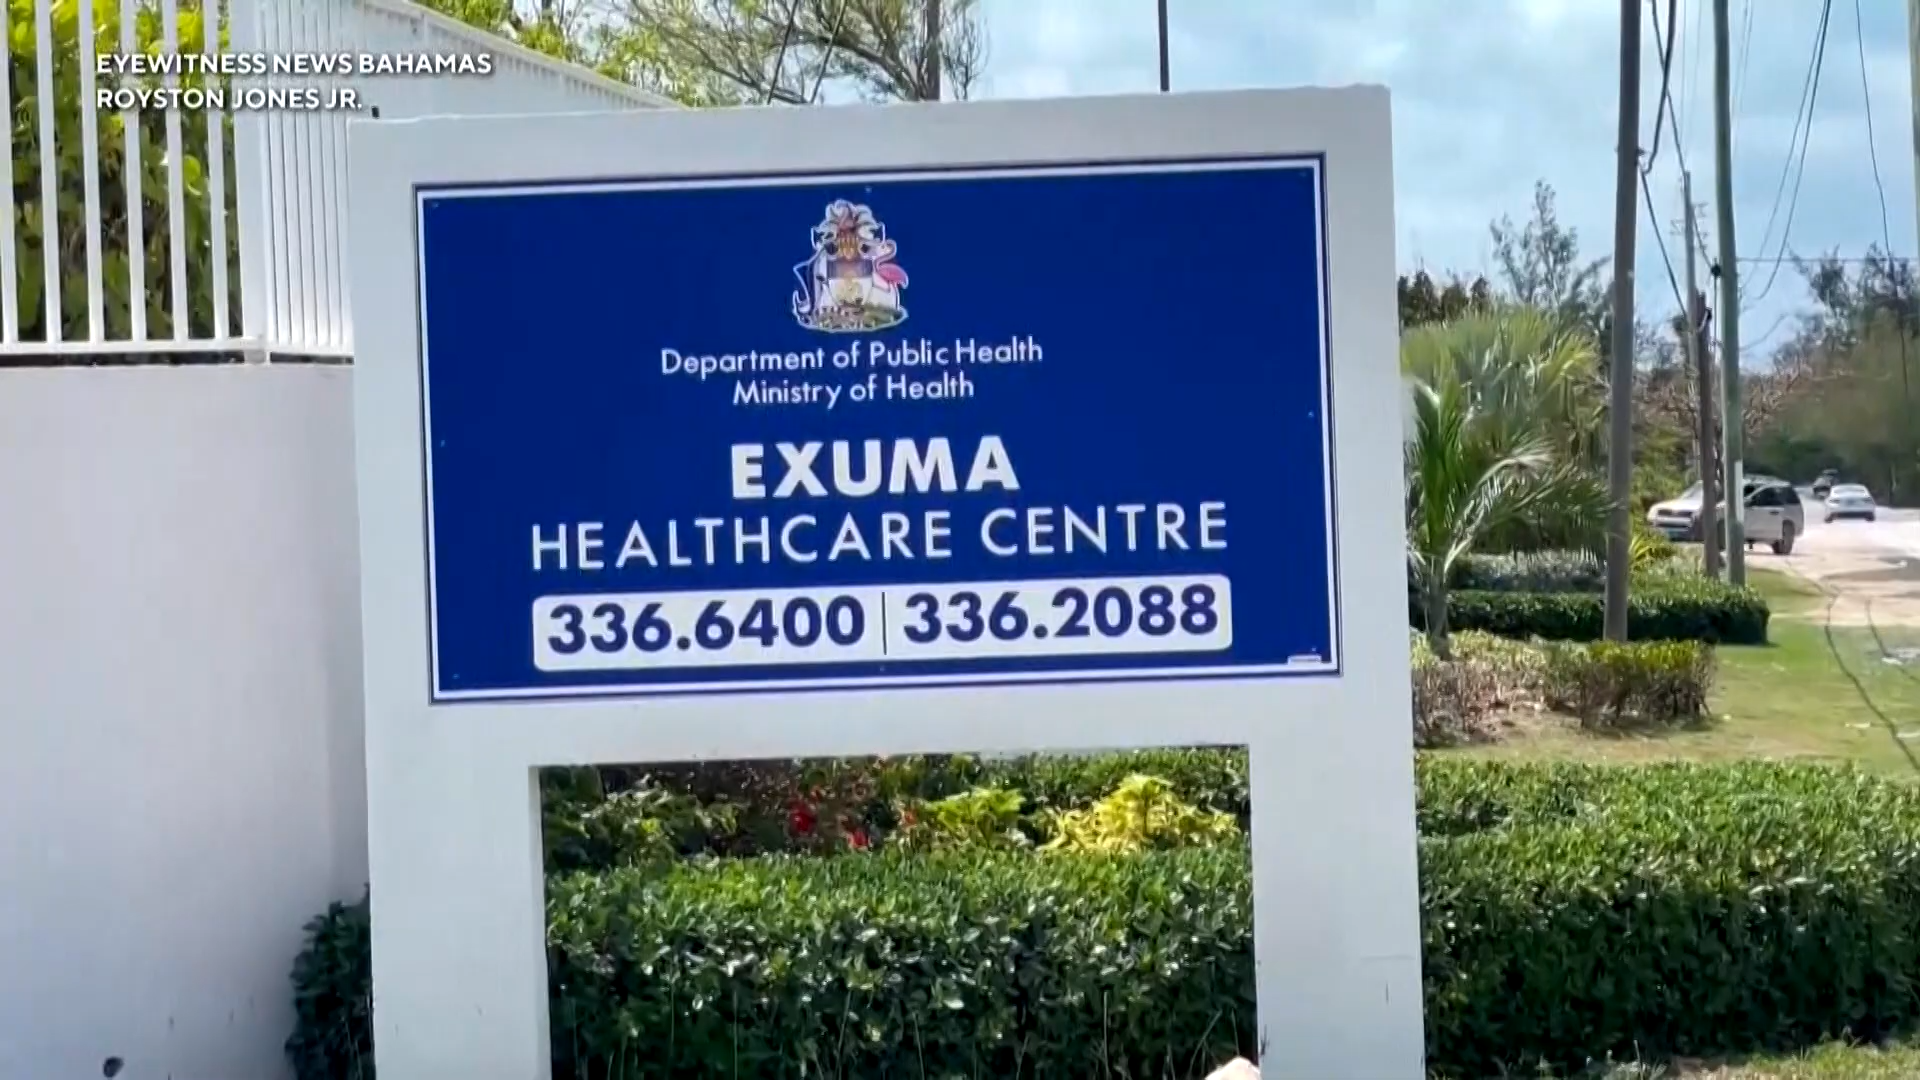 EYEWITNESS NEWS BAHAMAS
ROYSTON JONES JR.
Department of Public Health
Ministry of Health
EXUMA
HEALTHCARE CENTRE
336.6400 | 336.2088